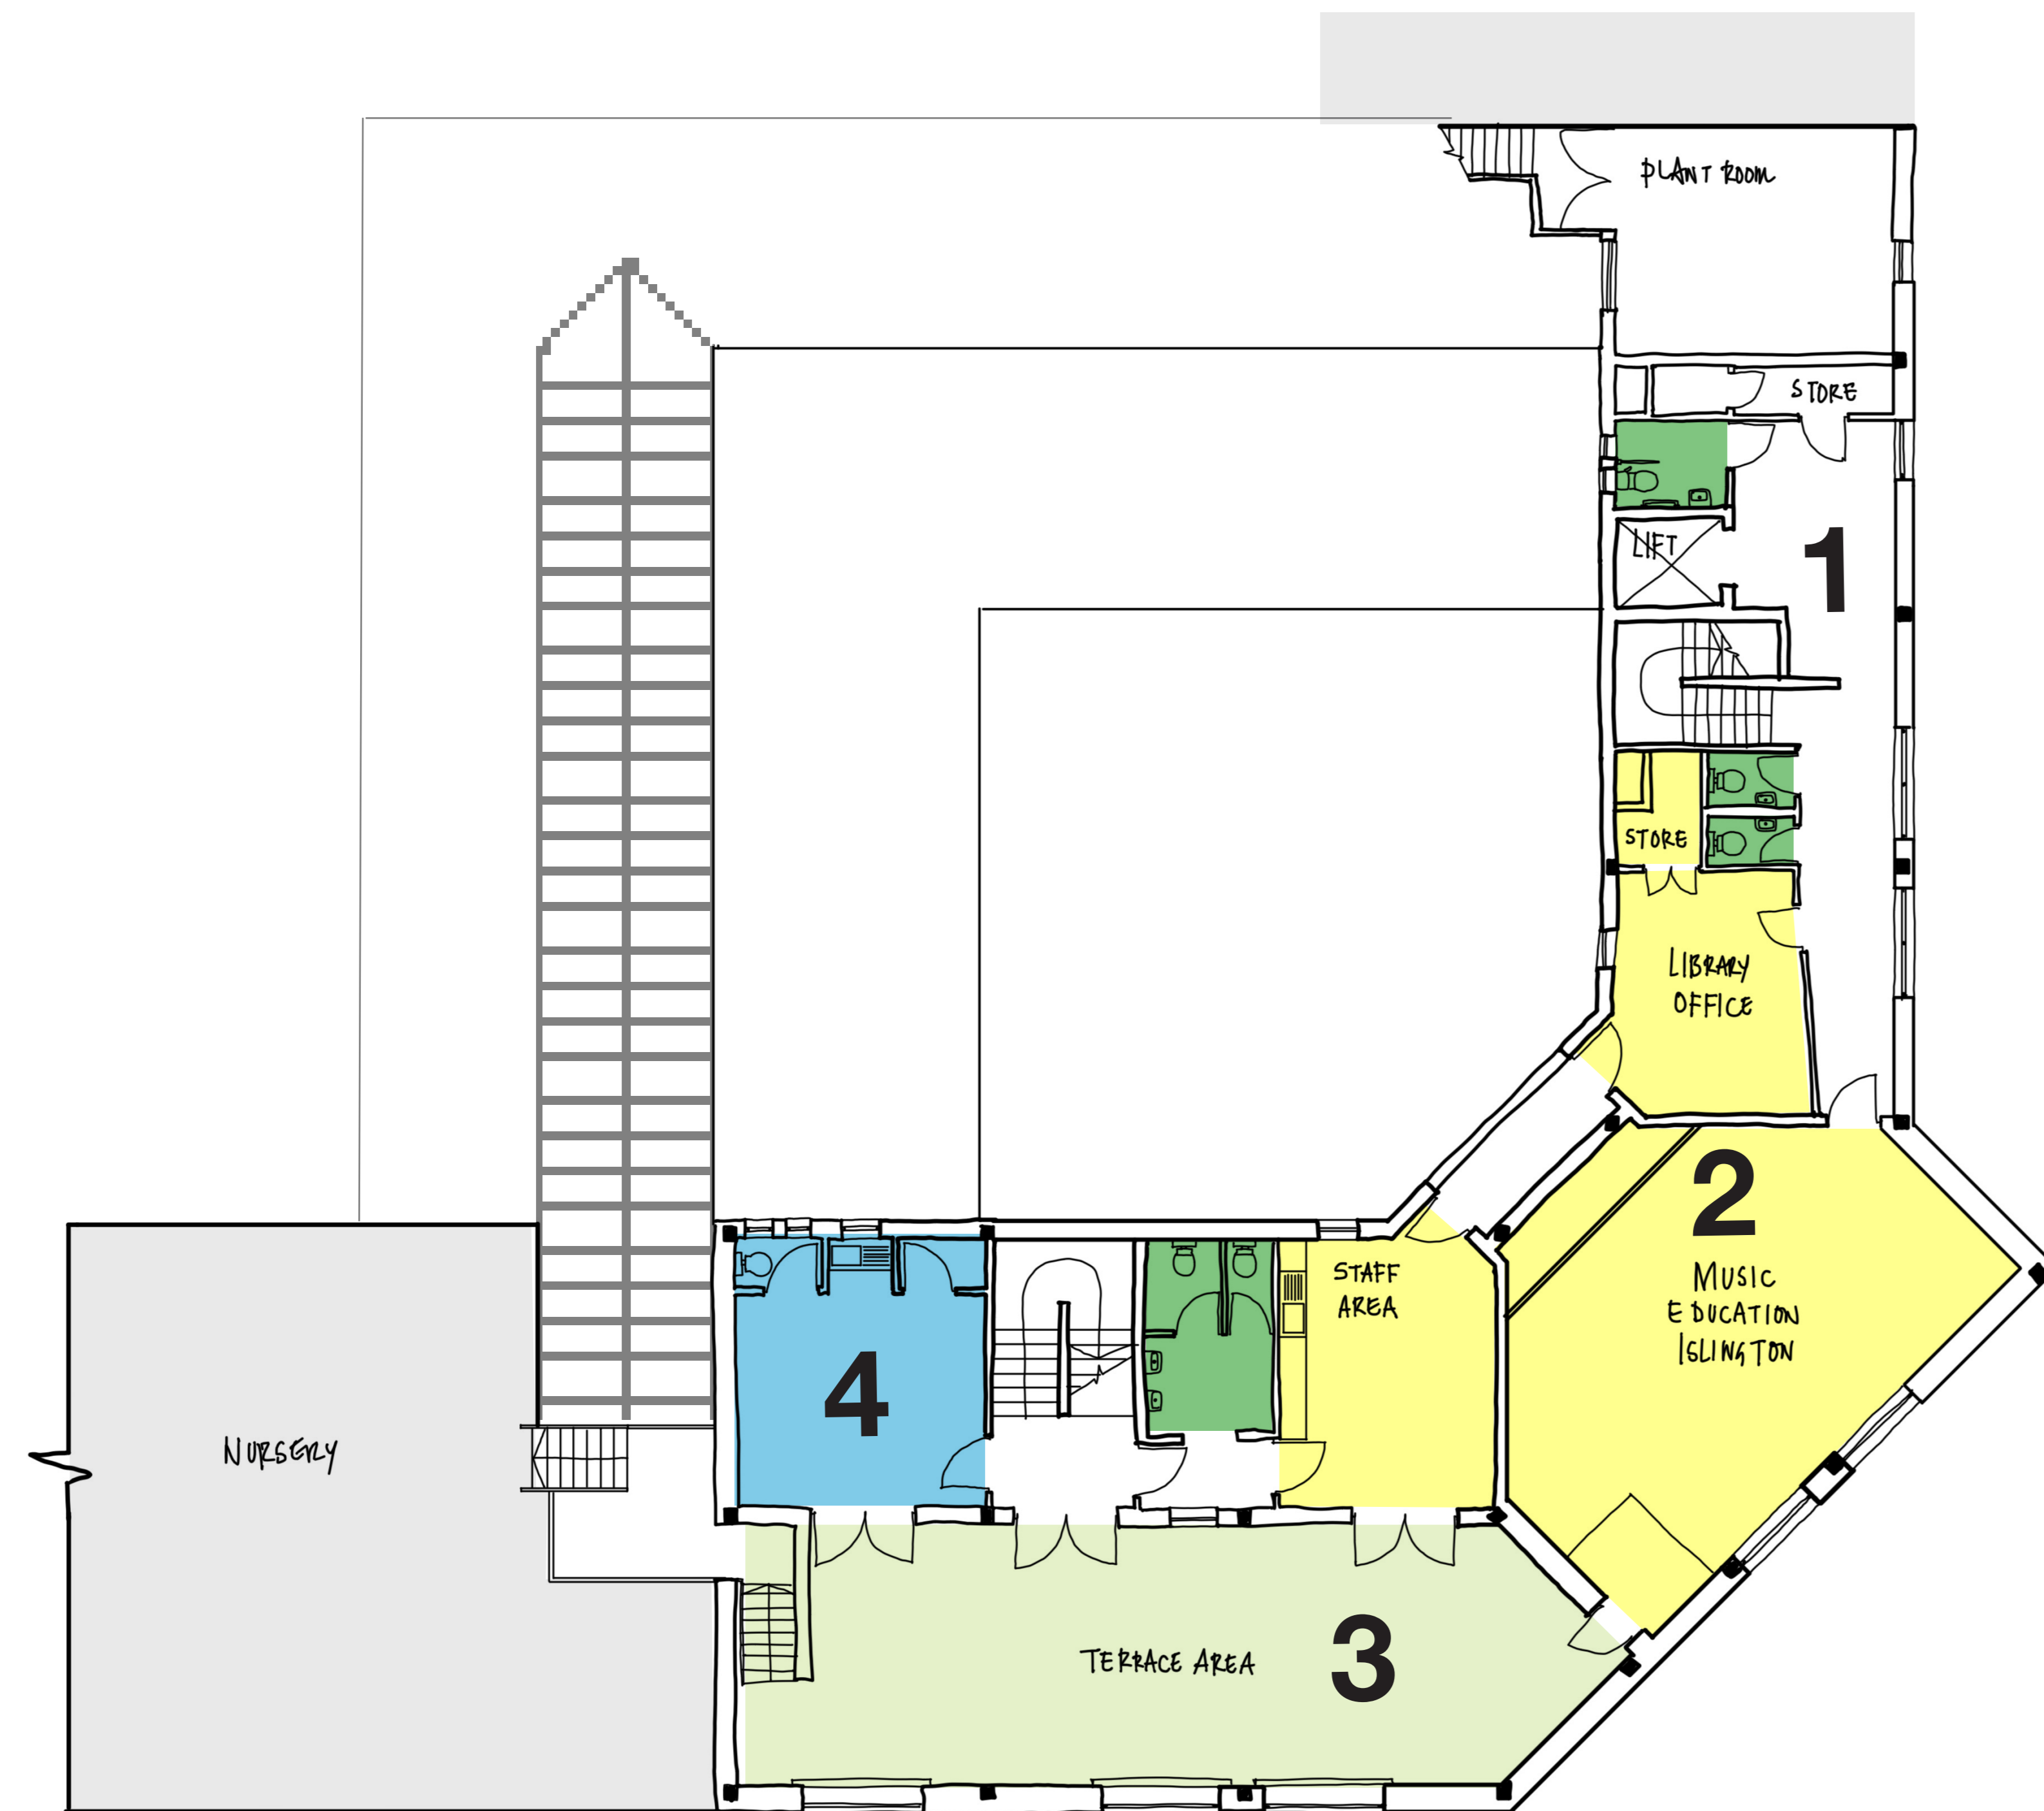 PLANT ROOM
STORE
LIFT
1
STORE
LIBRARY
OFFICE
2
MUSIC
EDUCATION
ISLINGTON
STAFF
AREA
4
NURSERY
TERRACE AREA
3